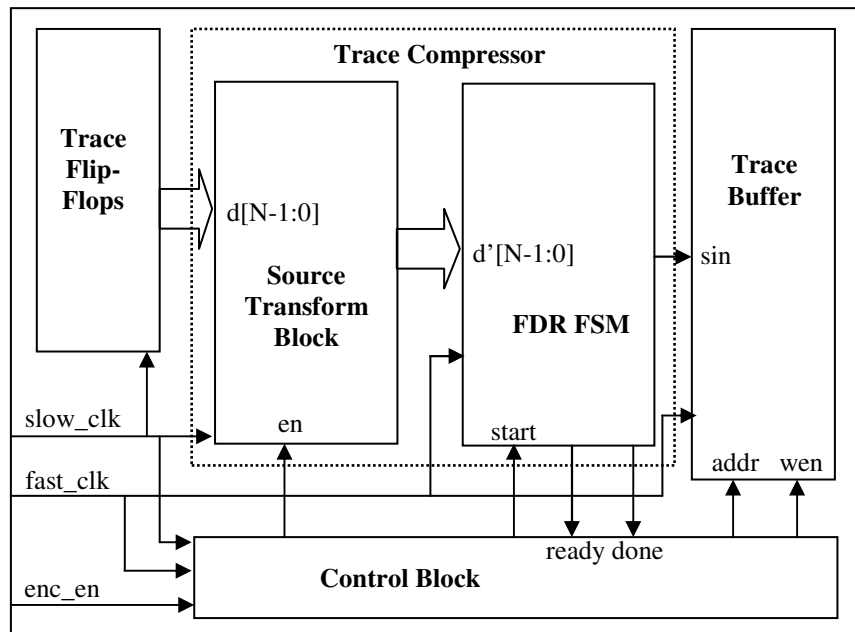 Trace Compressor
Trace
Flip-
Flops
d[N-1:0]
Source
Transform
Block
en
d’[N-1:0]
FDR FSM
start
Trace
Buffer
sin
addr wen
slow_clk
fast_clk
enc_en
ready done
Control Block